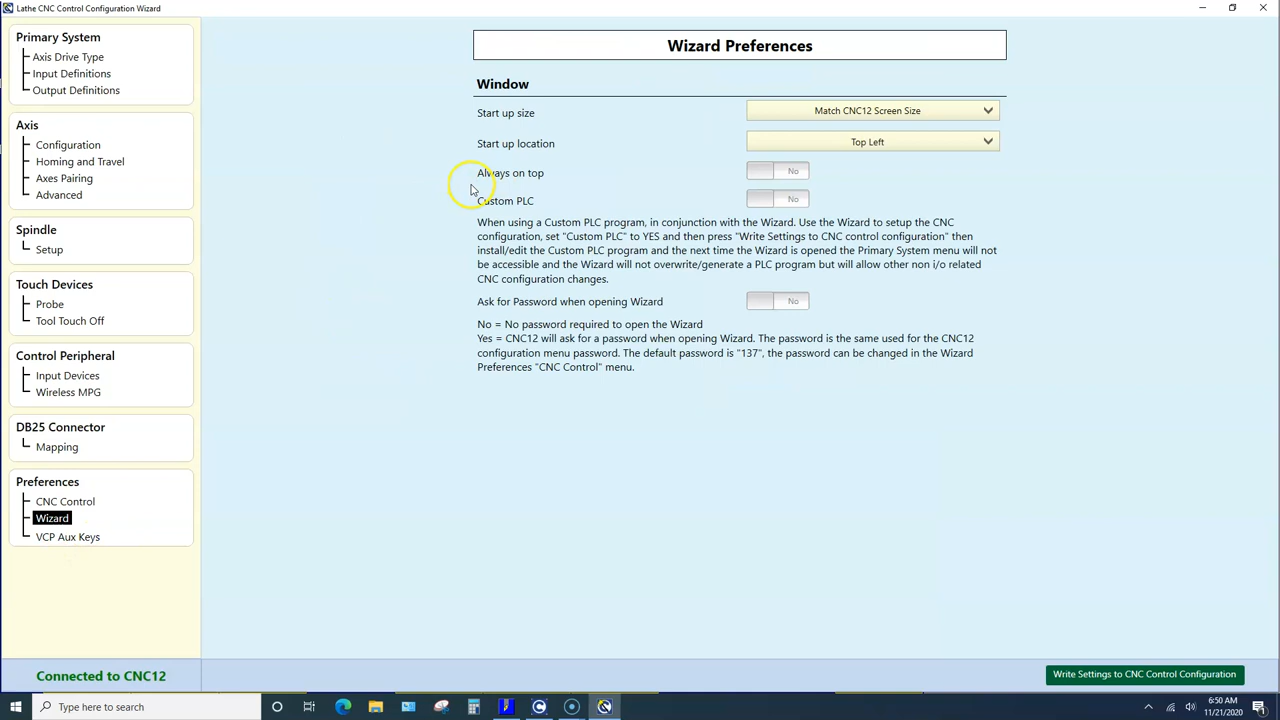 Lathe CNC Control Configuration Wizard
Primary System
Axis Drive Type
Input Definitions
Output Definitions
Axis
Configuration
Homing and Travel
Axes Pairing
Advanced
Spindle
Setup
Touch Devices
Probe
Tool Touch Off
Control Peripheral
Input Devices
Wireless MPG
DB25 Connector
Mapping
Preferences
CNC Control
Wizard
VCP Aux Keys
Connected to CNC12
Wizard Preferences
Window
Start up size
Match CNC12 Screen Size
Start up location
Top Left
Always on top
No
Custom PLC
No
When using a Custom PLC program, in conjunction with the Wizard. Use the Wizard to setup the CNC
configuration, set "Custom PLC" to YES and then press "Write Settings to CNC control configuration" then
install/edit the Custom PLC program and the next time the Wizard is opened the Primary System menu will not
be accessible and the Wizard will not overwrite/generate a PLC program but will allow other non i/o related
CNC configuration changes.
Ask for Password when opening Wizard
No
No = No password required to open the Wizard
Yes = CNC12 will ask for a password when opening Wizard. The password is the same used for the CNC12
configuration menu password. The default password is "137", the password can be changed in the Wizard
Preferences "CNC Control" menu.
Write Settings to CNC Control Configuration
Type here to search
6:50 AM
11/21/2020